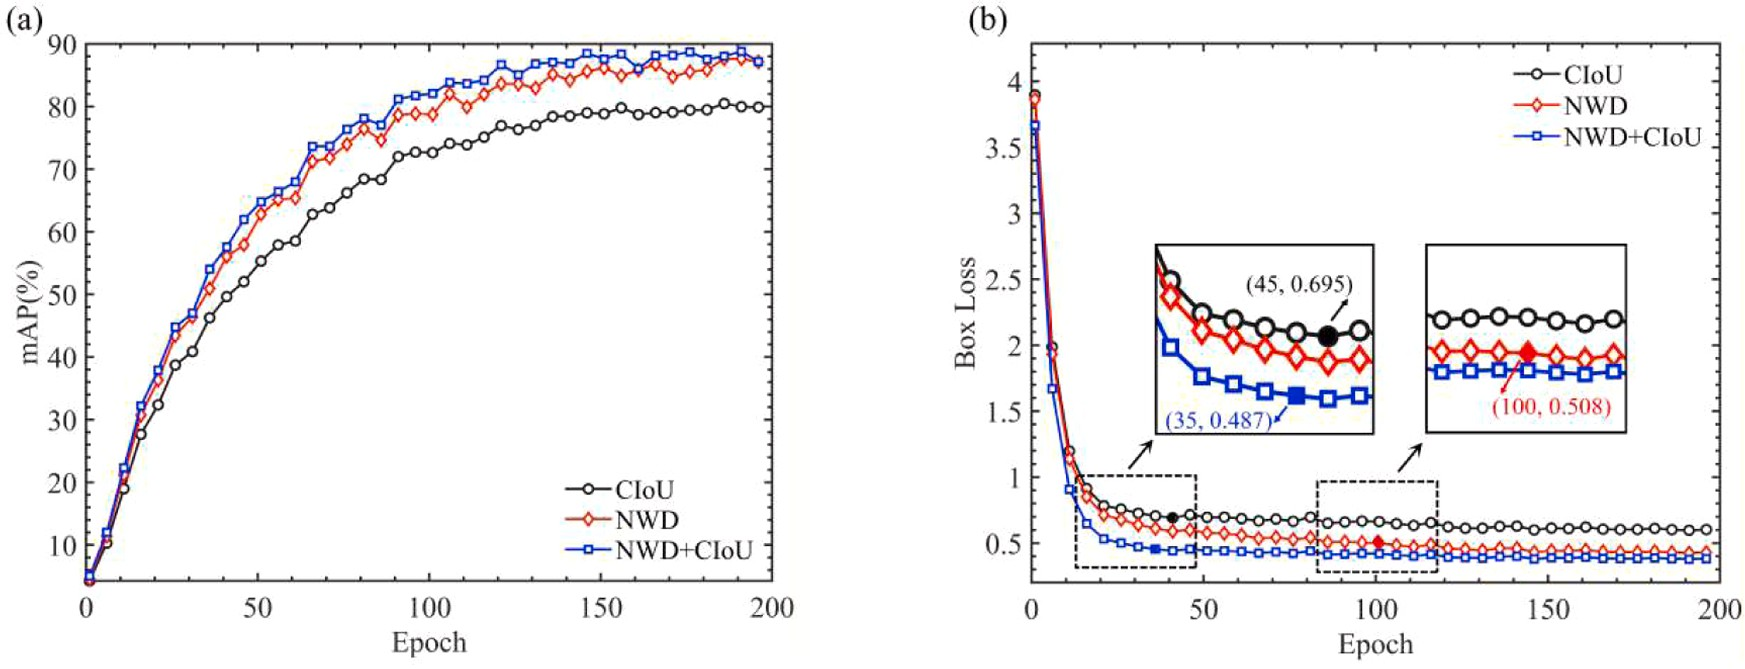 (a)
90
80
70
60
50
40
30
20
10
mAP(%)
CIoU
NWD
NWD+CIoU
0
50
100
150
200
Epoch
(b)
4
3.5
3
2.5
2
1.5
1
0.5
Box Loss
CIoU
NWD
NWD+CIoU
(45, 0.695)
(35, 0.487)
(100, 0.508)
0
50
100
150
200
Epoch